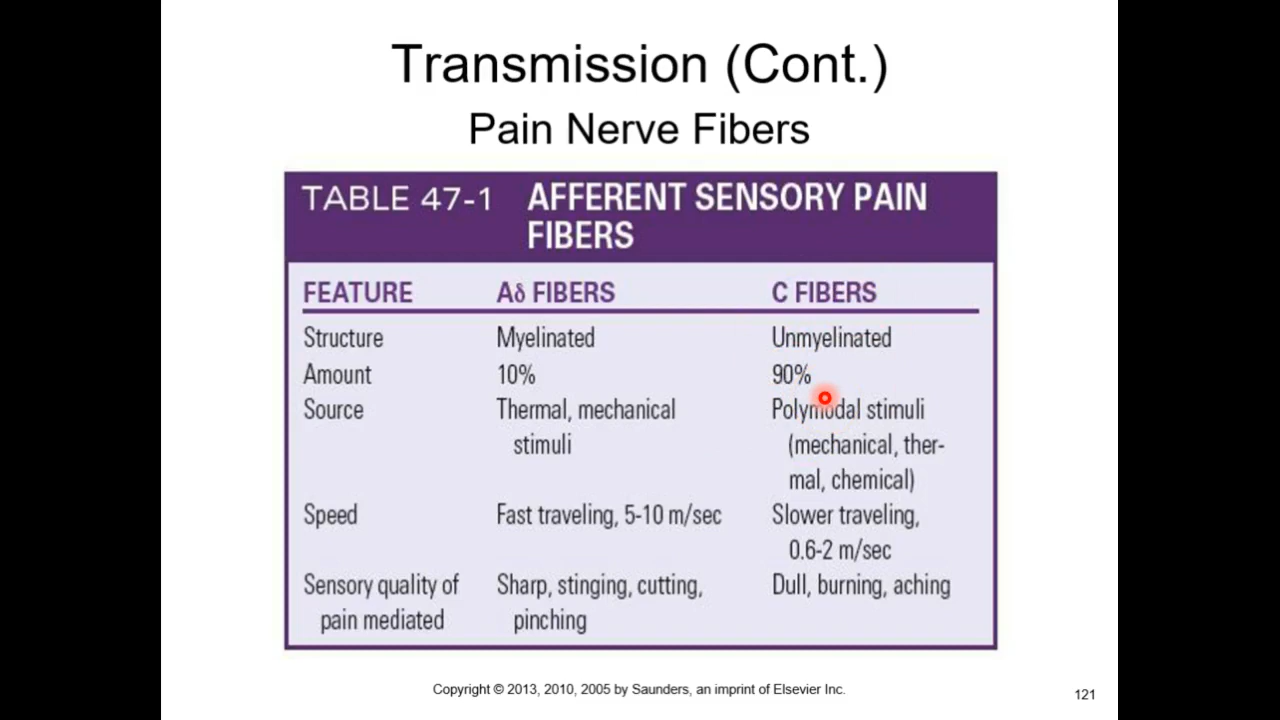 Transmission (Cont.)
Pain Nerve Fibers
TABLE 47-1 AFFERENT SENSORY PAIN
FIBERS
FEATURE Aδ FIBERS C FIBERS
Structure Myelinated Unmyelinated
Amount 10% 90%
Source Thermal, mechanical Polymodal stimuli
stimuli (mechanical, ther-
mal, chemical)
Speed Fast traveling, 5-10 m/sec Slower traveling,
0.6-2 m/sec
Sensory quality of Sharp, stinging, cutting, Dull, burning, aching
pain mediated pinching
Copyright © 2013, 2010, 2005 by Saunders, an imprint of Elsevier Inc.
121